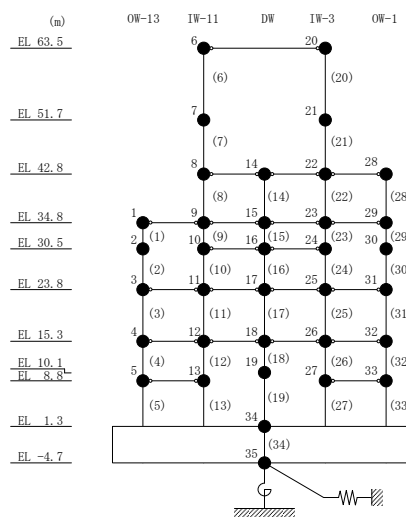 (m) OW-13 IW-11 DW IW-3 OW-1
EL 63.5 6 20
(6) (20)
EL 51.7 7 21
(7) (21)
EL 42.8 8 14 22 28
(8) (14) (22) (28
EL 34.8 1 9 15 23 29
(1) (9) (15) (23) (29
EL 30.5 2 10 16 24 30
(2) (10) (16) (24) (30
EL 23.8 3 11 17 25 31
(3) (11) (17) (25) (31
EL 15.3 4 12 18 26 32
(4) (12) (18) (26) (32
EL 10.1 19
EL 8.8 5 13 27 33
(5) (13) (19) (27) (33
EL 1.3 34
(34)
EL -4.7 35